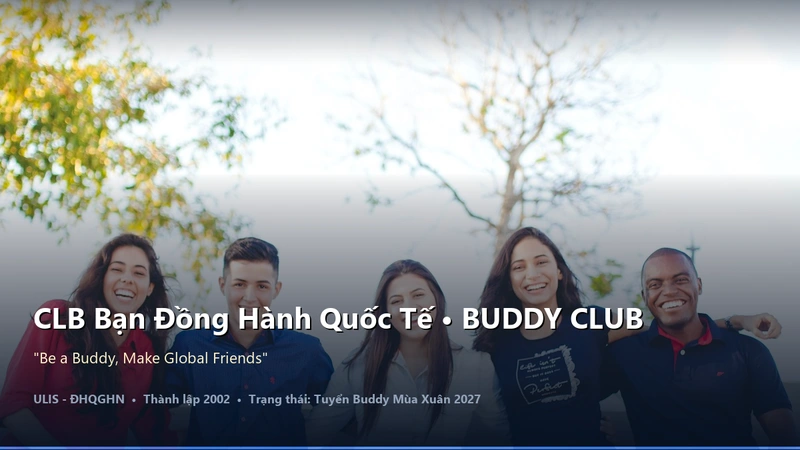 CLB Bạn Đồng Hành Quốc Tế • BUDDY CLUB
"Be a Buddy, Make Global Friends"
ULIS - ĐHQGHN • Thành lập 2002 • Trạng thái: Tuyển Buddy Mùa Xuân 2027